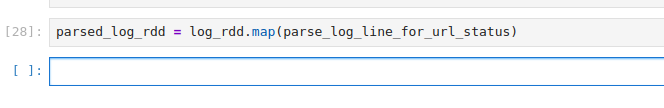 [28]: parsed_log_rdd = log_rdd.map(parse_log_line_for_url_status)
[ ]: